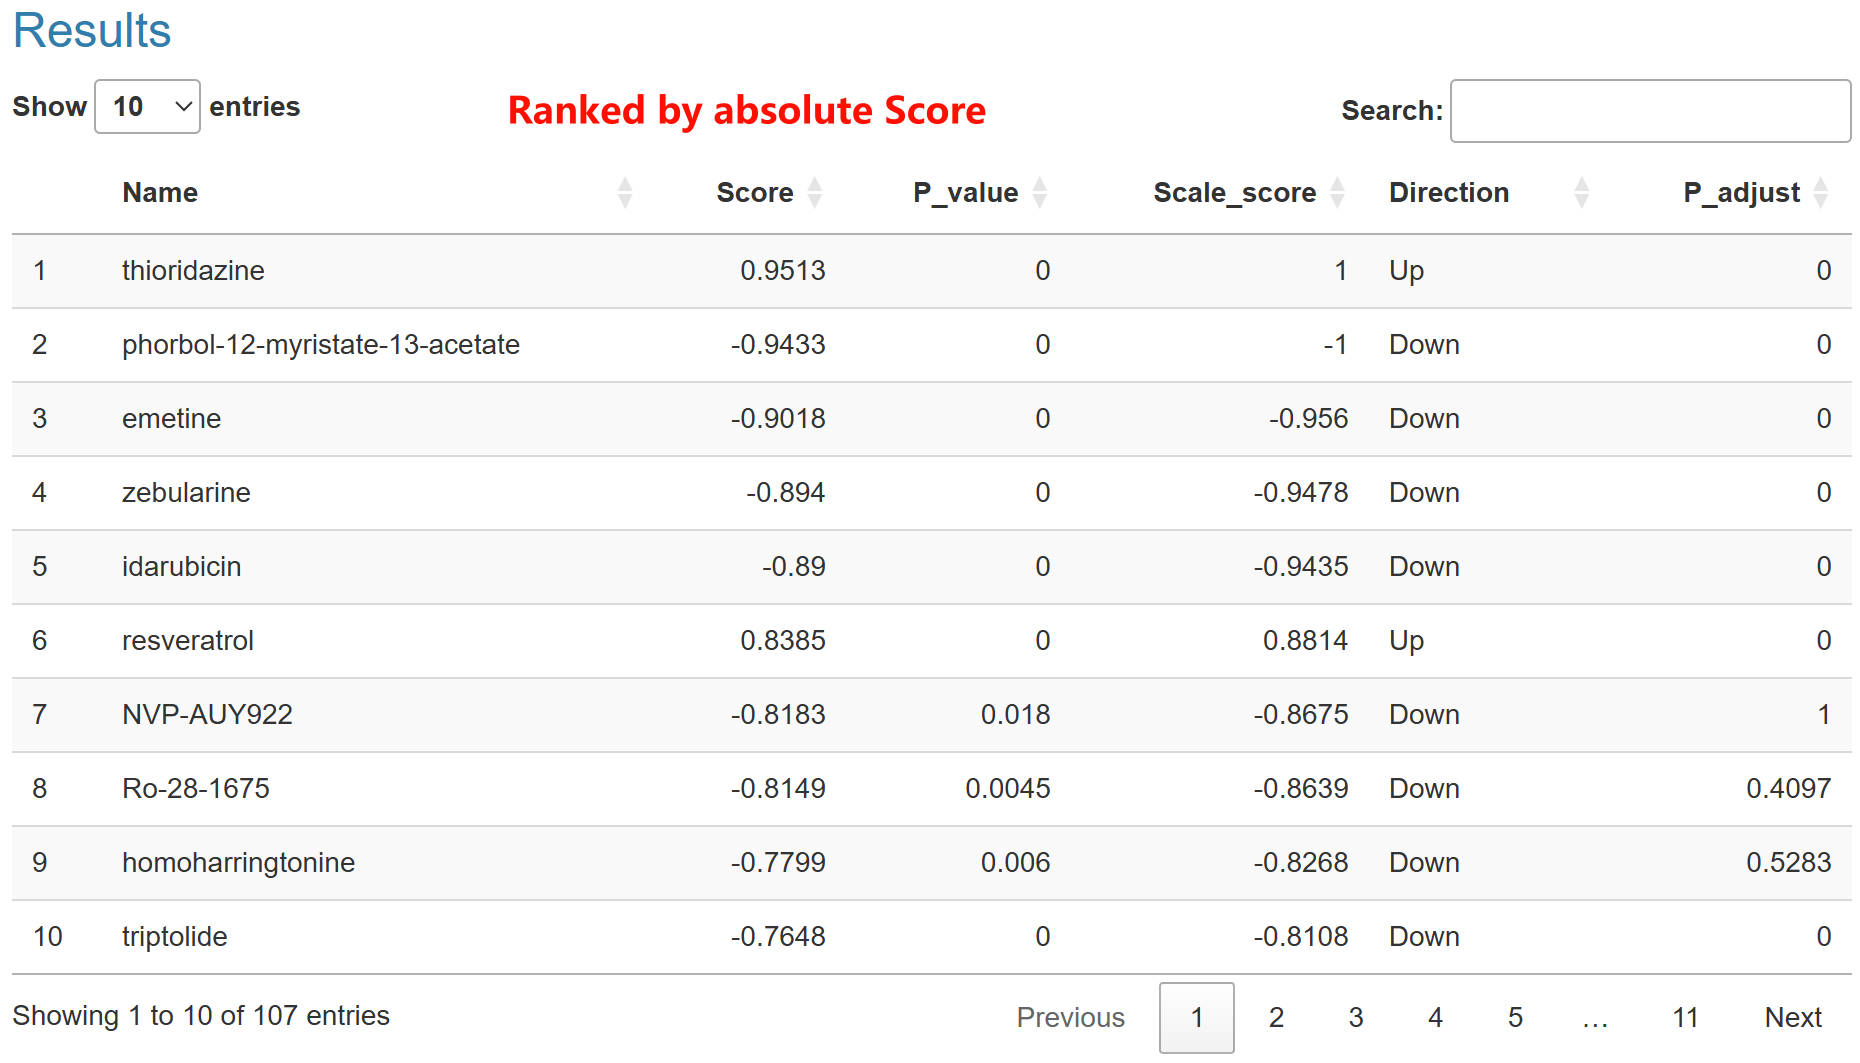 Results
Show 10 entries Ranked by absolute Score Search:
Name Score P_value Scale_score Direction P_adjust
1 thioridazine 0.9513 0 1 Up 0
2 phorbol-12-myristate-13-acetate -0.9433 0 -1 Down 0
3 emetine -0.9018 0 -0.956 Down 0
4 zebularine -0.894 0 -0.9478 Down 0
5 idarubicin -0.89 0 -0.9435 Down 0
6 resveratrol 0.8385 0 0.8814 Up 0
7 NVP-AUY922 -0.8183 0.018 -0.8675 Down 1
8 Ro-28-1675 -0.8149 0.0045 -0.8639 Down 0.4097
9 homoharringtonine -0.7799 0.006 -0.8268 Down 0.5283
10 triptolide -0.7648 0 -0.8108 Down 0
Showing 1 to 10 of 107 entries Previous 1 2 3 4 5 … 11 Next